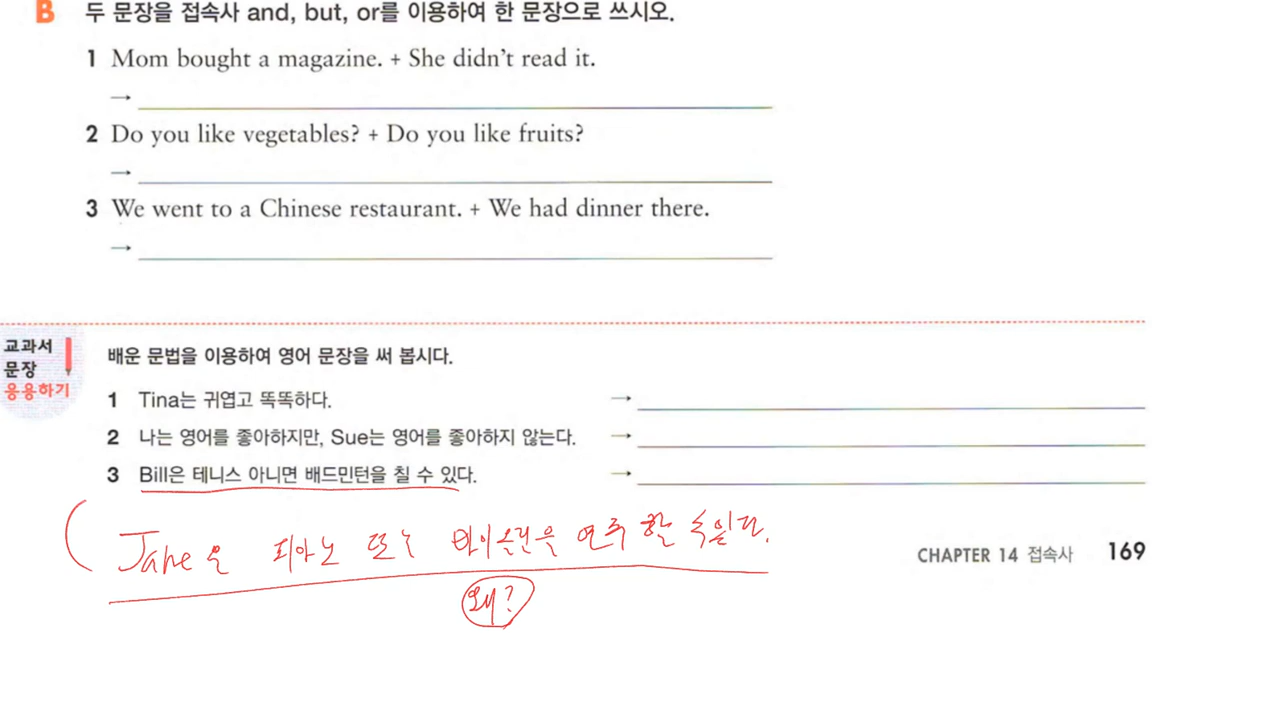 B 두 문장을 접속사 and, but, or를 이용하여 한 문장으로 쓰시오.
1 Mom bought a magazine. + She didn't read it.
→
2 Do you like vegetables? + Do you like fruits?
→
3 We went to a Chinese restaurant. + We had dinner there.
→
교과서
문장
응용하기
배운 문법을 이용하여 영어 문장을 써 봅시다.
1 Tina는 귀엽고 똑똑하다. →
2 나는 영어를 좋아하지만, Sue는 영어를 좋아하지 않는다. →
3 Bill은 테니스 아니면 배드민턴을 칠 수 있다. →
( Jane은 피아노 또는 바이올린을 연주 할 수 있다.
왜?
CHAPTER 14 접속사 169